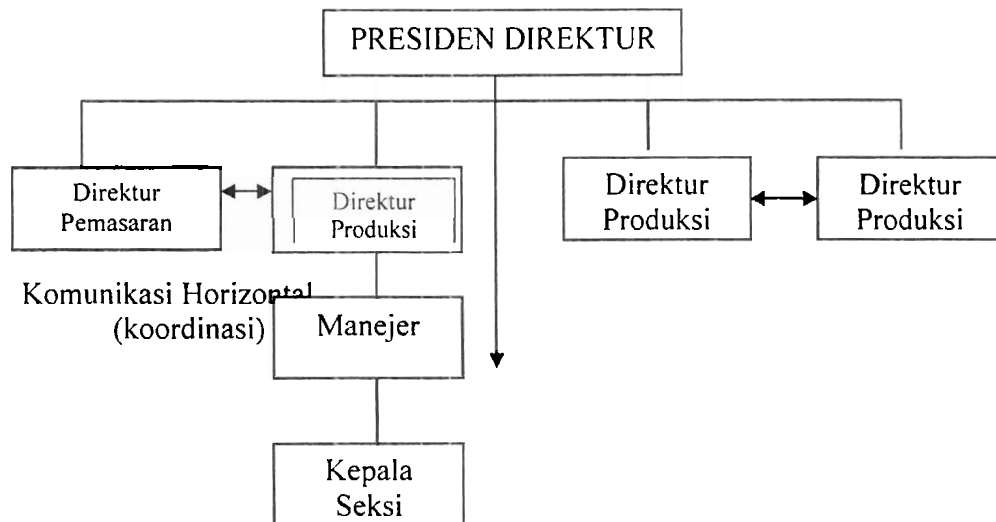 PRESIDEN DIREKTUR
Direktur
Pemasaran
Direktur
Produksi
Direktur
Produksi
Direktur
Produksi
Komunikasi Horizontal
(koordinasi)
Manejer
Kepala
Seksi